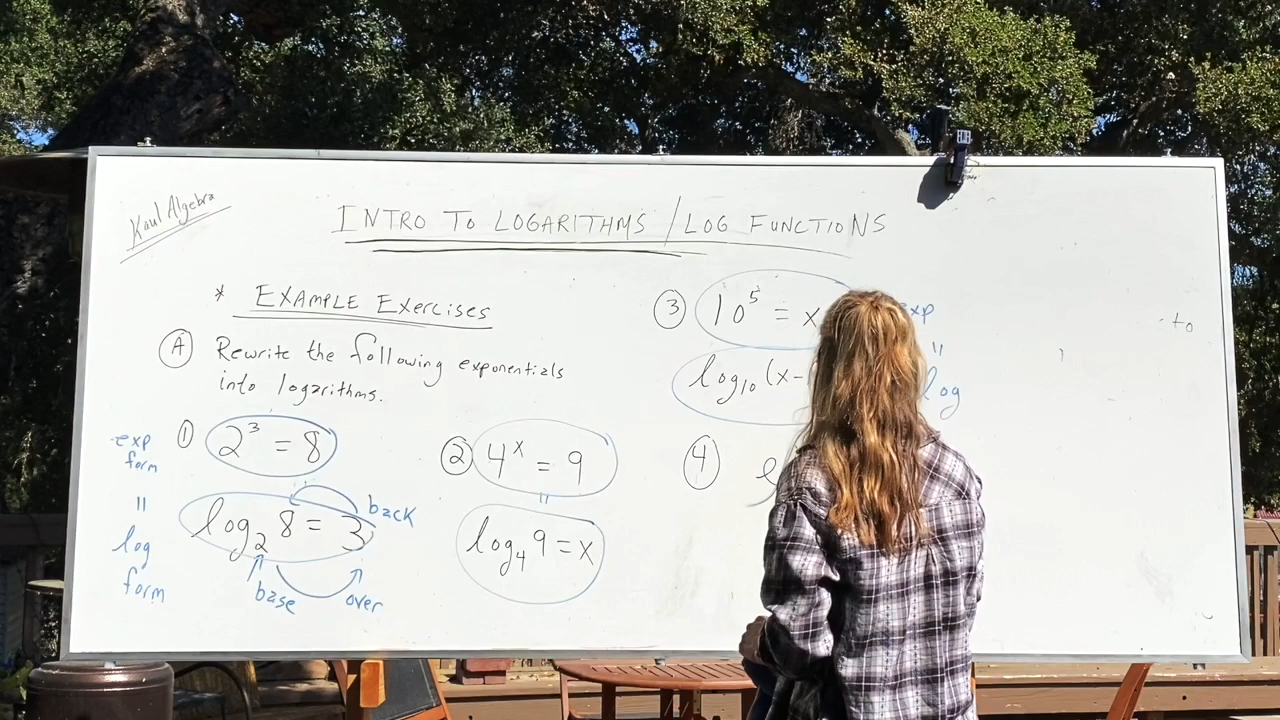 Kaul Algebra
INTRO TO LOGARITHMS / LOG FUNCTIONS
* EXAMPLE EXERCISES
(A) Rewrite the following exponentials
into logarithms.
exp
form
=
log
form
(1) 2³ = 8
log₂ 8 = 3
back
base
over
(2) 4ˣ = 9
=
log₄ 9 = x
(3) 10⁵ = x
log₁₀ (x-
exp
=
log
(4) e
to